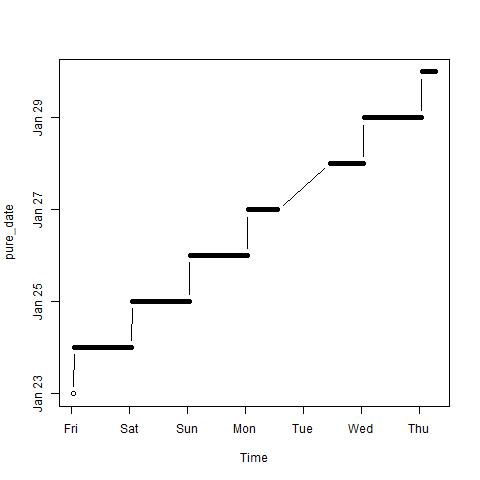 Jan 29
Jan 27
Jan 25
Jan 23
pure_date
Fri Sat Sun Mon Tue Wed Thu
Time